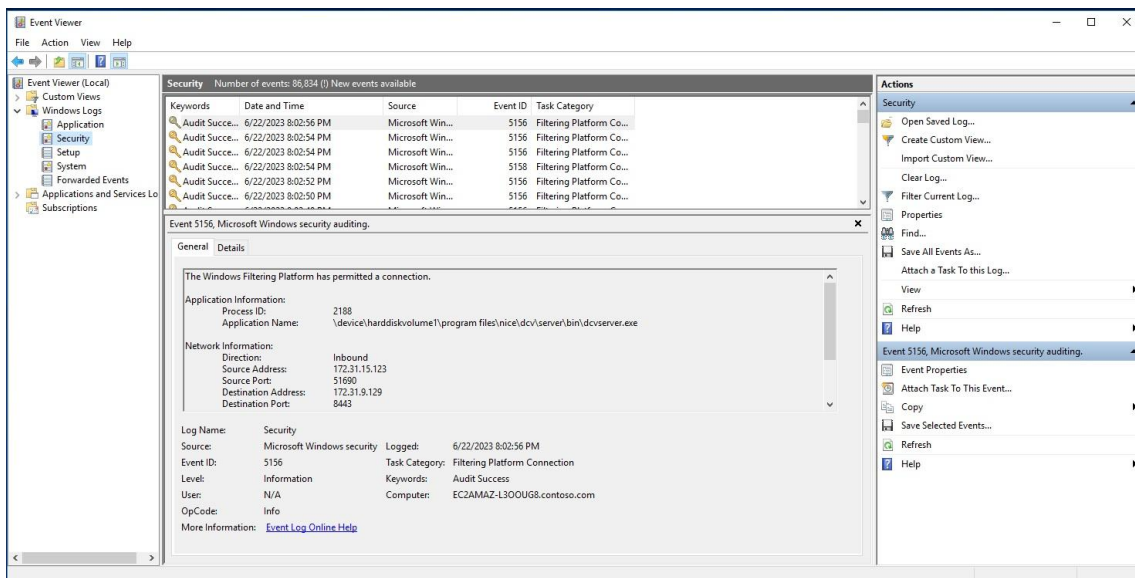 Event Viewer
File Action View Help
Event Viewer (Local)
Custom Views
Windows Logs
Application
Security
Setup
System
Forwarded Events
Applications and Services Lo
Subscriptions
Security Number of events: 86,834 (!) New events available
Keywords Date and Time Source Event ID Task Category
Audit Succe... 6/22/2023 8:02:56 PM Microsoft Win... 5156 Filtering Platform Co...
Audit Succe... 6/22/2023 8:02:54 PM Microsoft Win... 5156 Filtering Platform Co...
Audit Succe... 6/22/2023 8:02:54 PM Microsoft Win... 5156 Filtering Platform Co...
Audit Succe... 6/22/2023 8:02:54 PM Microsoft Win... 5158 Filtering Platform Co...
Audit Succe... 6/22/2023 8:02:52 PM Microsoft Win... 5156 Filtering Platform Co...
Audit Succe... 6/22/2023 8:02:50 PM Microsoft Win... 5156 Filtering Platform Co...
Event 5156, Microsoft Windows security auditing.
General Details
The Windows Filtering Platform has permitted a connection.
Application Information:
Process ID: 2188
Application Name: \device\harddiskvolume1\program files\nice\dcv\server\bin\dcvserver.exe
Network Information:
Direction: Inbound
Source Address: 172.31.15.123
Source Port: 51690
Destination Address: 172.31.9.129
Destination Port: 8443
Log Name: Security
Source: Microsoft Windows security Logged: 6/22/2023 8:02:56 PM
Event ID: 5156 Task Category: Filtering Platform Connection
Level: Information Keywords: Audit Success
User: N/A Computer: EC2AMAZ-L3OOUG8.contoso.com
OpCode: Info
More Information: Event Log Online Help
Actions
Security
Open Saved Log...
Create Custom View...
Import Custom View...
Clear Log...
Filter Current Log...
Properties
Find...
Save All Events As...
Attach a Task To this Log...
View
Refresh
Help
Event 5156, Microsoft Windows security auditing.
Event Properties
Attach Task To This Event...
Copy
Save Selected Events...
Refresh
Help